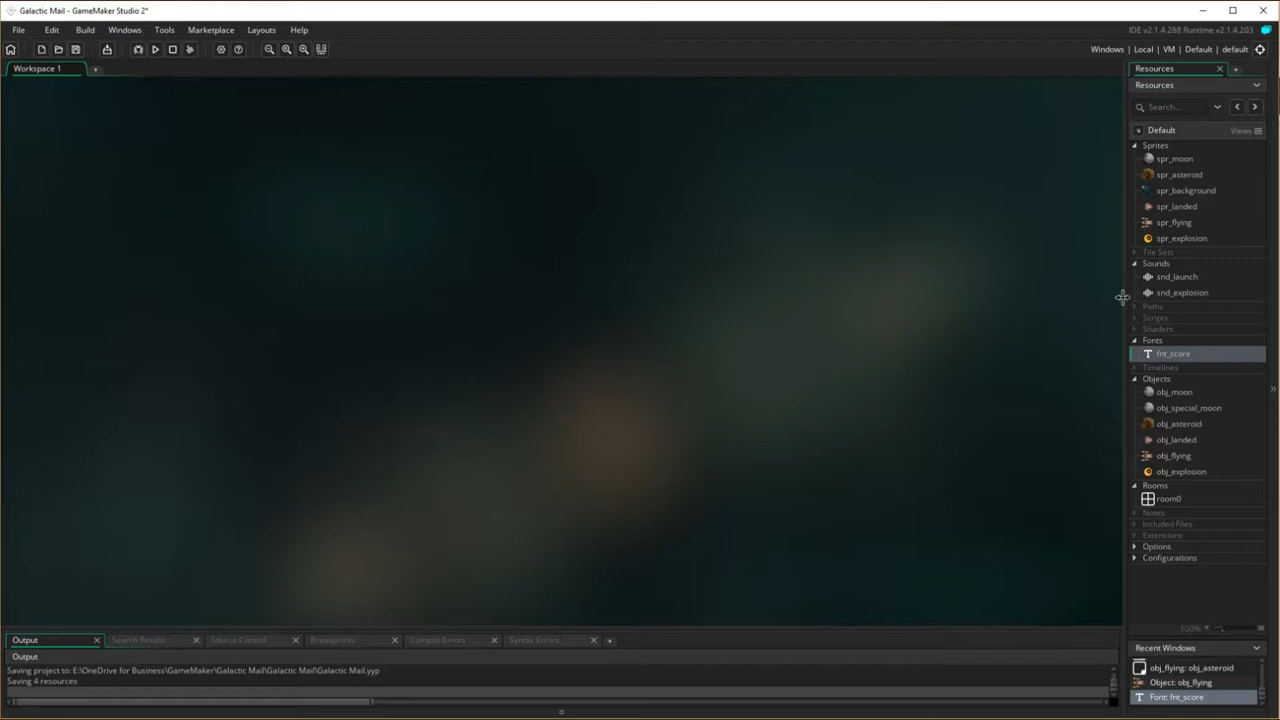 Galactic Mail - GameMaker Studio 2*
File Edit Build Windows Tools Marketplace Layouts Help
IDE v2.1.4.288 Runtime v2.1.4.203
Windows | Local | VM | Default | default
Workspace 1
Resources
Resources
Search...
Default
Views
Sprites
spr_moon
spr_asteroid
spr_background
spr_landed
spr_flying
spr_explosion
Tile Sets
Sounds
snd_launch
snd_explosion
Paths
Scripts
Shaders
Fonts
fnt_score
Timelines
Objects
obj_moon
obj_special_moon
obj_asteroid
obj_landed
obj_flying
obj_explosion
Rooms
room0
Notes
Included Files
Extensions
Options
Configurations
100%
Output Search Results Source Control Breakpoints Compile Errors Syntax Errors
Output
Saving project to: E:\OneDrive for Business\GameMaker\Galactic Mail\Galactic Mail\Galactic Mail.yyp
Saving 4 resources
Recent Windows
obj_flying: obj_asteroid
Object: obj_flying
Font: fnt_score